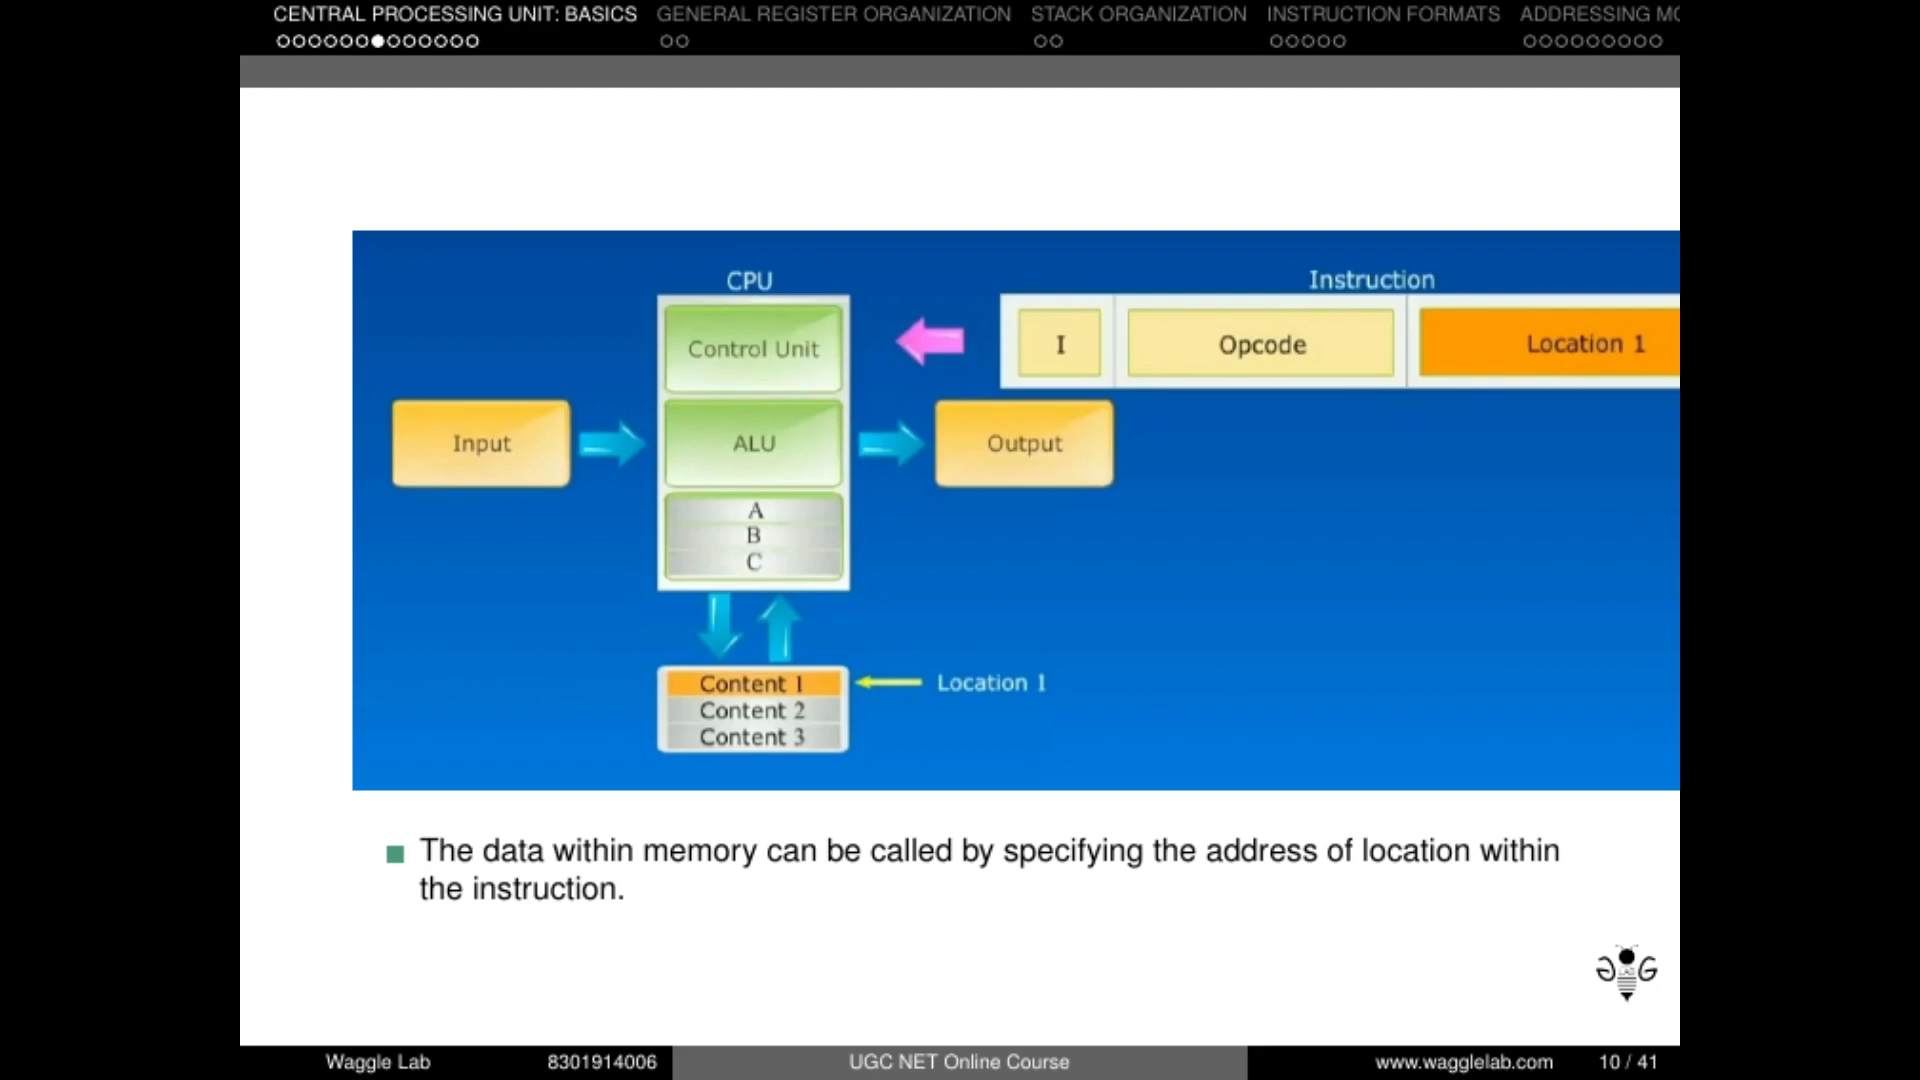 CENTRAL PROCESSING UNIT: BASICS GENERAL REGISTER ORGANIZATION STACK ORGANIZATION INSTRUCTION FORMATS ADDRESSING
CPU
Instruction
Control Unit
I
Opcode
Location 1
Input
ALU
Output
A
B
C
Content 1
Location 1
Content 2
Content 3
The data within memory can be called by specifying the address of location within
the instruction.
LAB
Waggle Lab 8301914006 UGC NET Online Course www.wagglelab.com 10 / 41